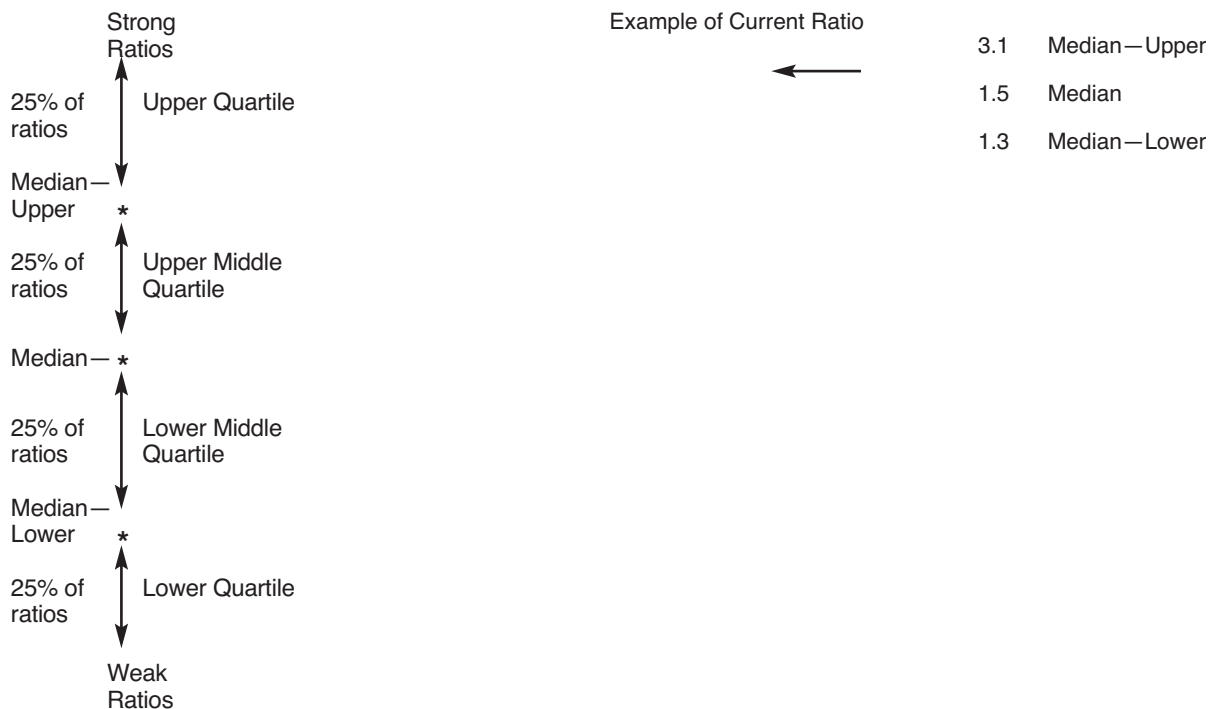 Strong
Ratios
25% of
ratios
Upper Quartile
Median—
Upper
*
25% of
ratios
Upper Middle
Quartile
Median— *
25% of
ratios
Lower Middle
Quartile
Median—
Lower
*
25% of
ratios
Lower Quartile
Weak
Ratios
Example of Current Ratio
3.1 Median—Upper
1.5 Median
1.3 Median—Lower